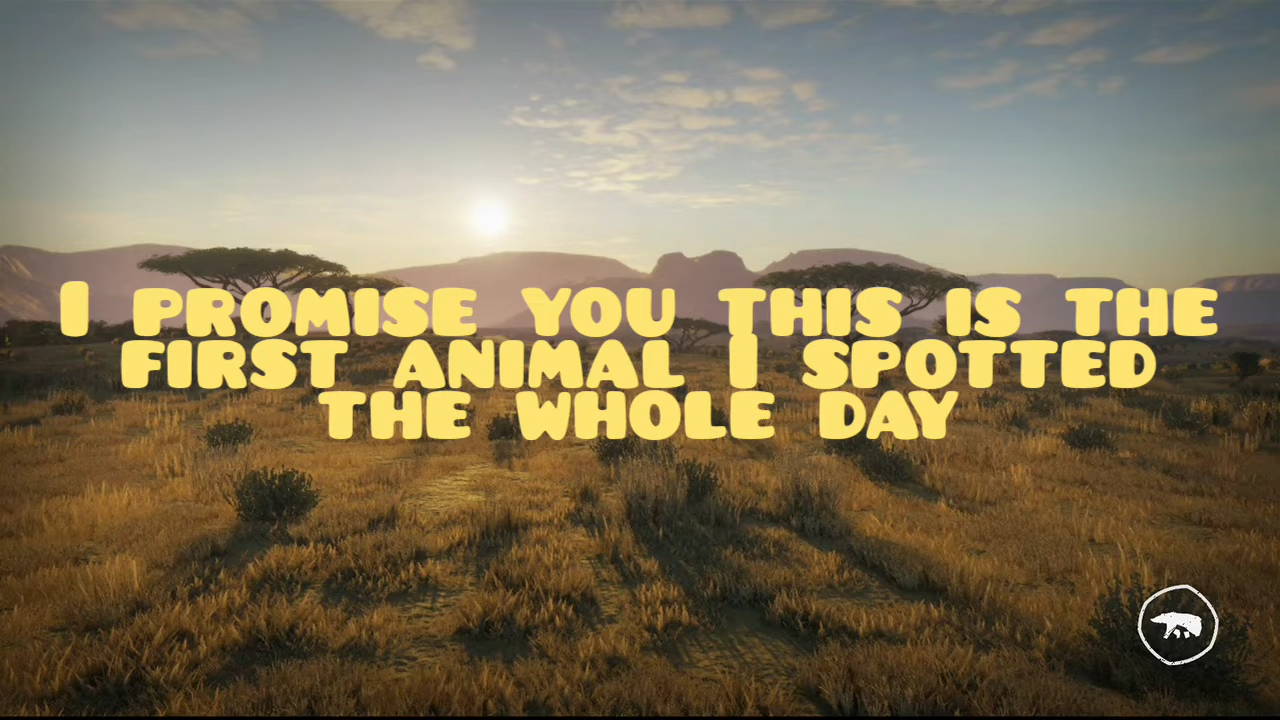 I PROMISE YOU THIS IS THE
FIRST ANIMAL I SPOTTED
THE WHOLE DAY